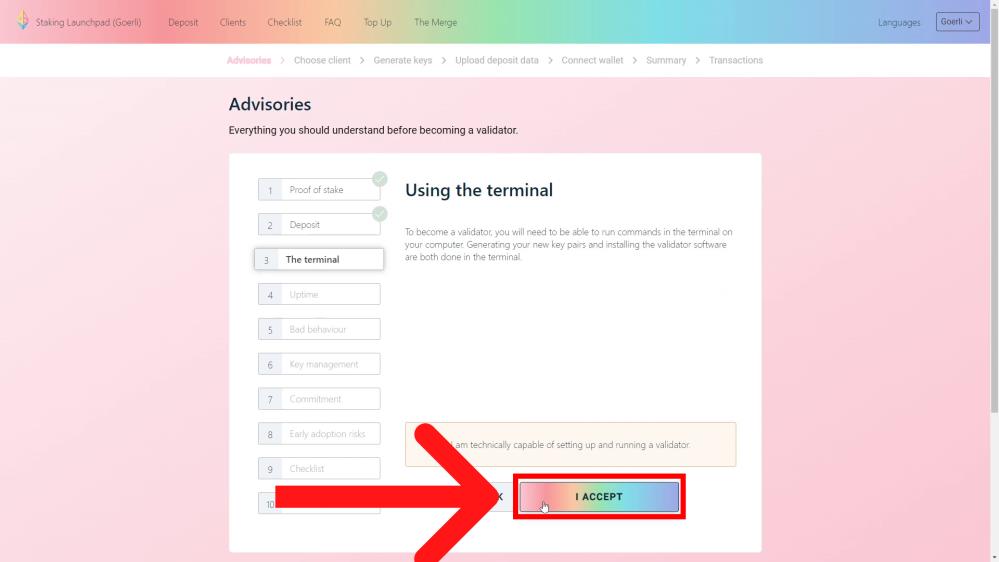 Staking Launchpad (Goerli) Deposit Clients Checklist FAQ Top Up The Merge Languages Goerli
Advisories > Choose client > Generate keys > Upload deposit data > Connect wallet > Summary > Transactions
Advisories
Everything you should understand before becoming a validator.
1 Proof of stake
2 Deposit
3 The terminal
4 Uptime
5 Bad behaviour
6 Key management
7 Commitment
8 Early adoption risks
9 Checklist
10
Using the terminal
To become a validator, you will need to be able to run commands in the terminal on
your computer. Generating your new key pairs and installing the validator software
are both done in the terminal.
am technically capable of setting up and running a validator.
I ACCEPT